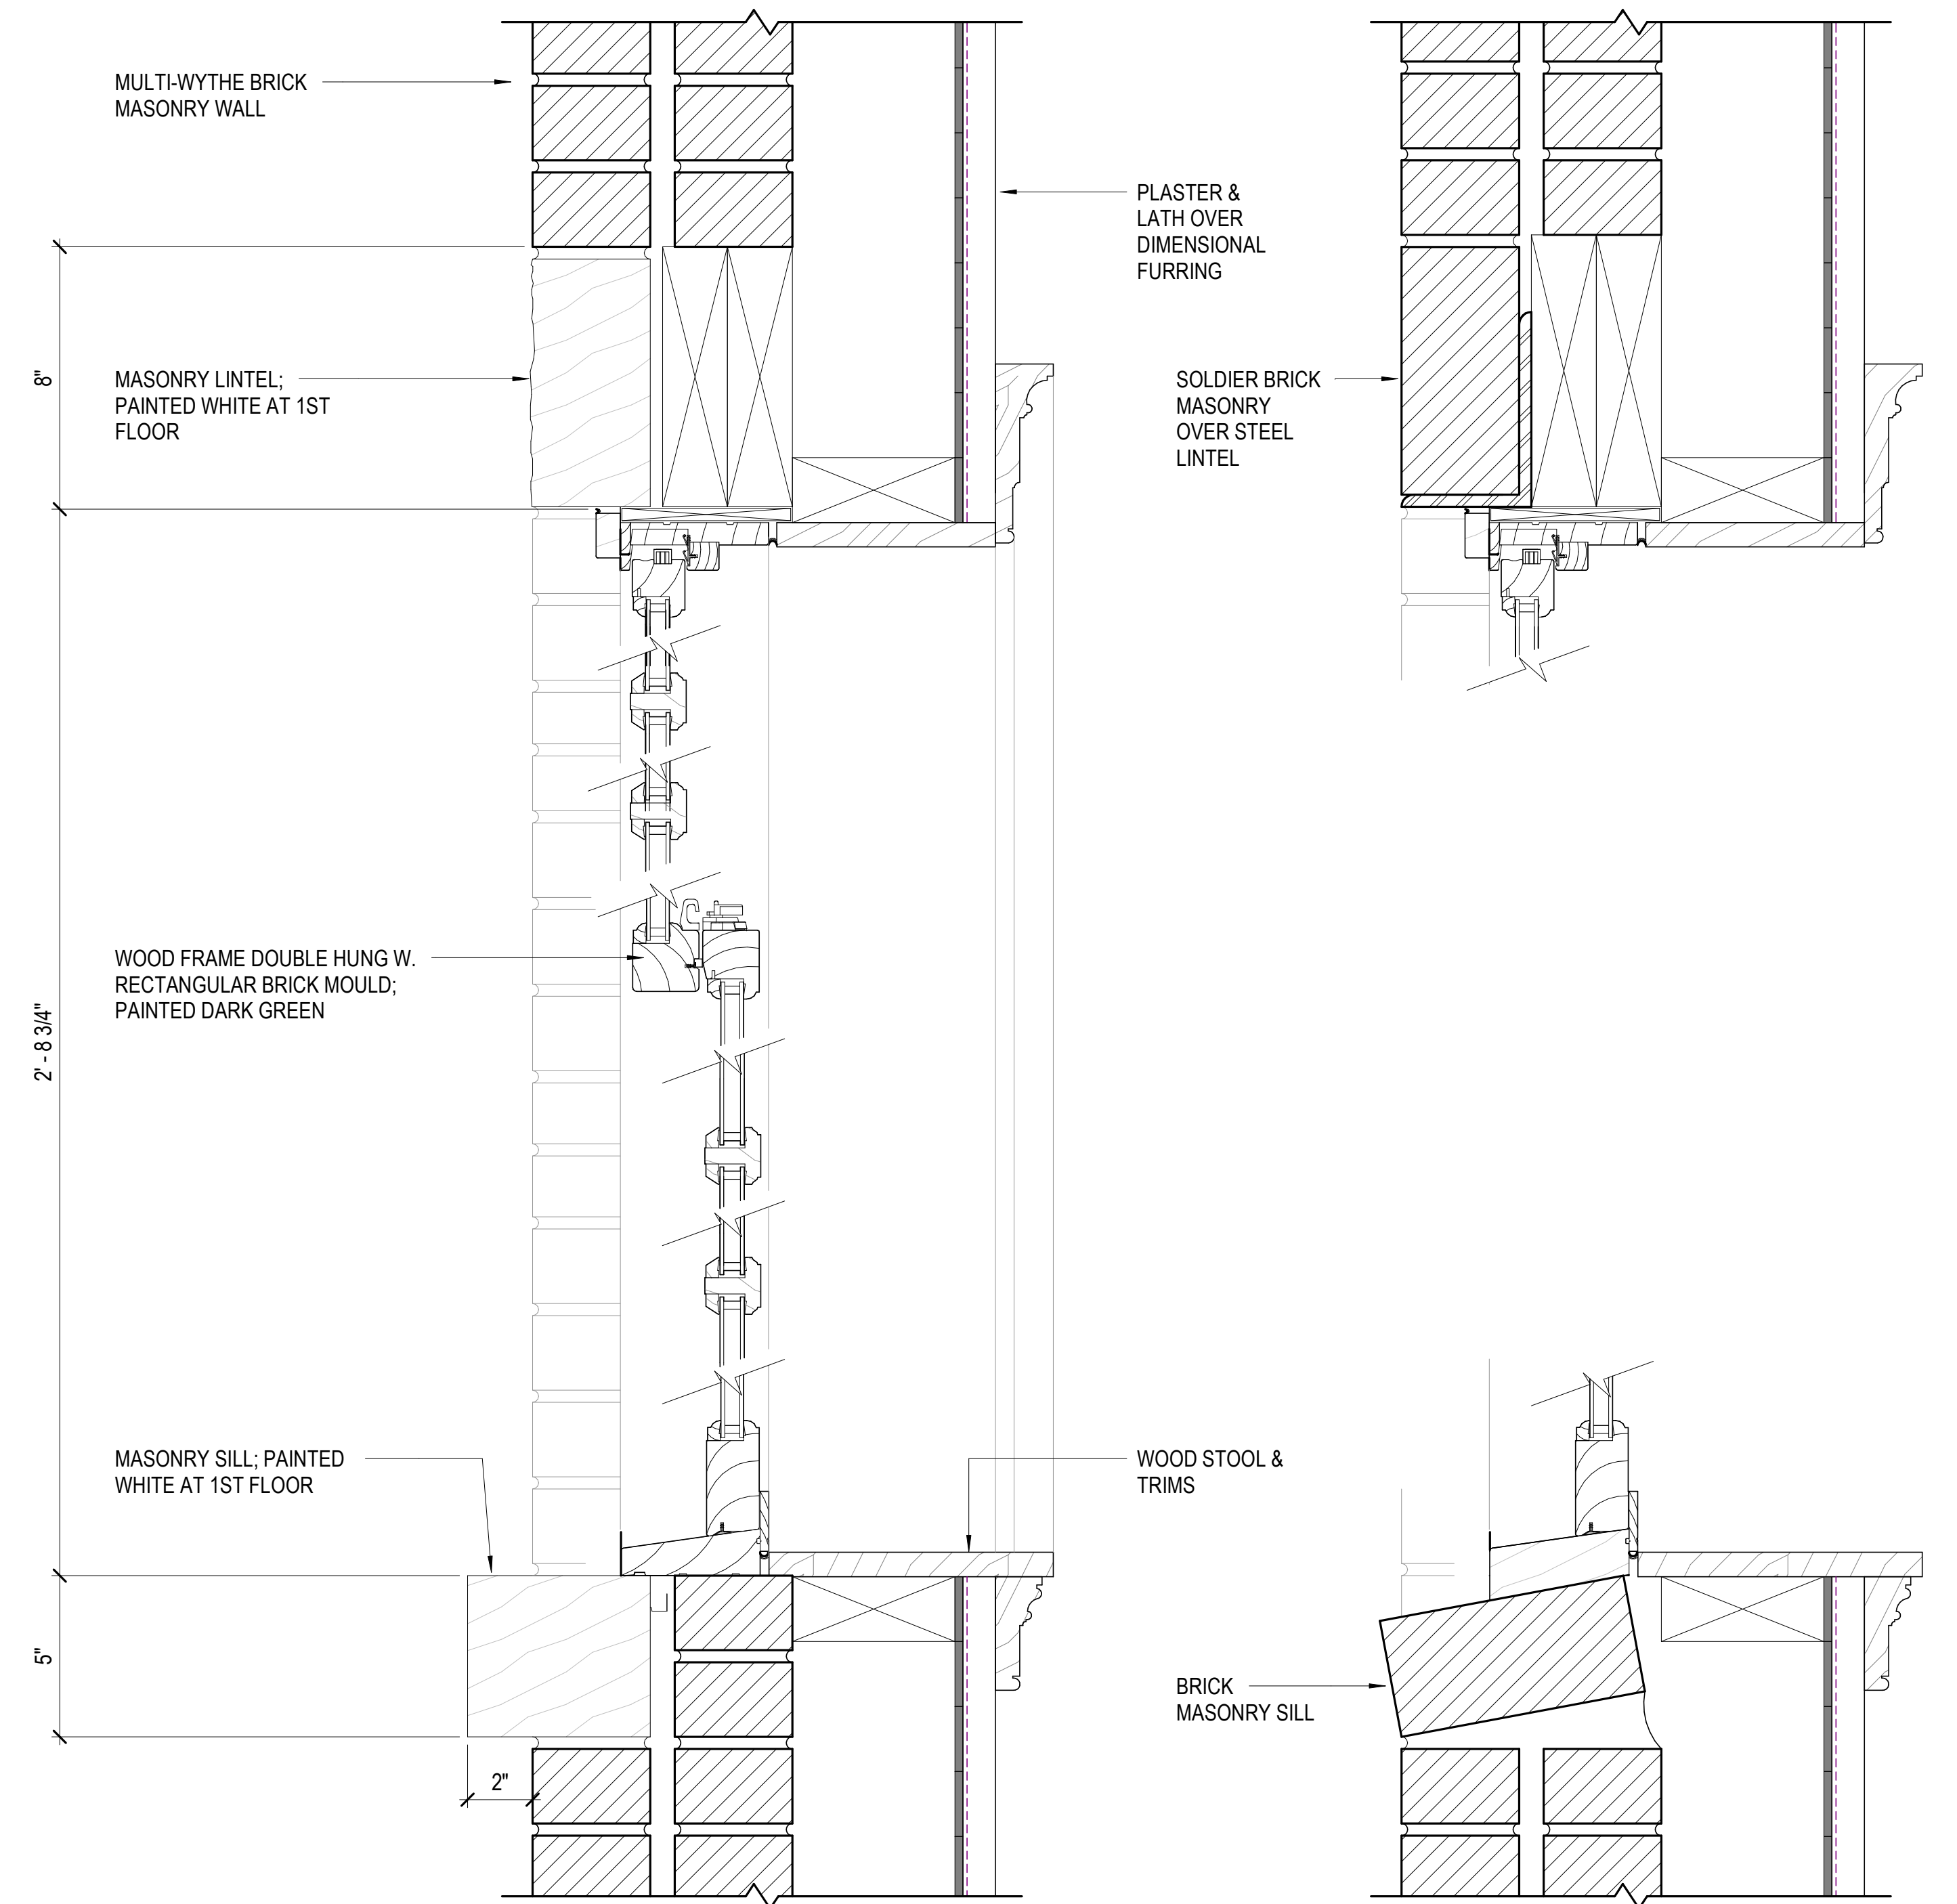 MULTI-WYTHE BRICK
MASONRY WALL
PLASTER &
LATH OVER
DIMENSIONAL
FURRING
8"
MASONRY LINTEL;
PAINTED WHITE AT 1ST
FLOOR
SOLDIER BRICK
MASONRY
OVER STEEL
LINTEL
WOOD FRAME DOUBLE HUNG W.
RECTANGULAR BRICK MOULD;
PAINTED DARK GREEN
2' - 8 3/4"
MASONRY SILL; PAINTED
WHITE AT 1ST FLOOR
WOOD STOOL &
TRIMS
5"
BRICK
MASONRY SILL
2"